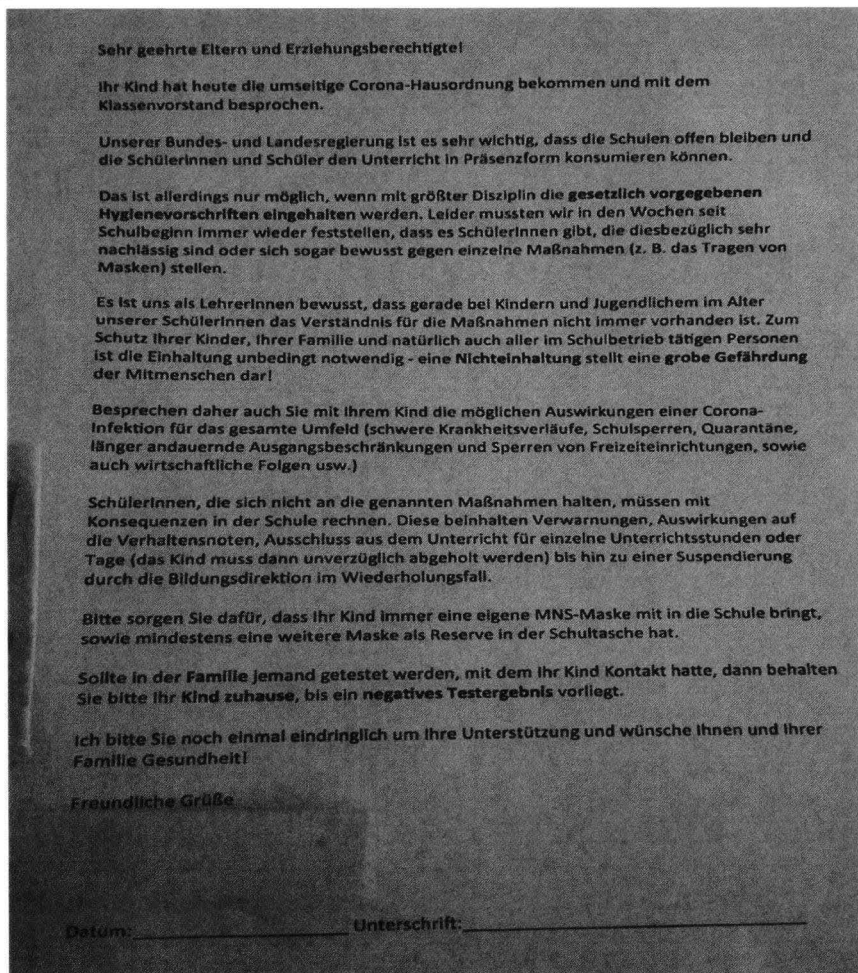 Sehr geehrte Eltern und Erziehungsberechtigte!
Ihr Kind hat heute die umseitige Corona-Hausordnung bekommen und mit dem
Klassenvorstand besprochen.
Unserer Bundes- und Landesregierung ist es sehr wichtig, dass die Schulen offen bleiben und
die Schülerinnen und Schüler den Unterricht in Präsenzform konsumieren können.
Das ist allerdings nur möglich, wenn mit größter Disziplin die gesetzlich vorgegebenen
Hygienevorschriften eingehalten werden. Leider mussten wir in den Wochen seit
Schulbeginn immer wieder feststellen, dass es SchülerInnen gibt, die diesbezüglich sehr
nachlässig sind oder sich sogar bewusst gegen einzelne Maßnahmen (z. B. das Tragen von
Masken) stellen.
Es ist uns als LehrerInnen bewusst, dass gerade bei Kindern und Jugendlichem im Alter
unserer SchülerInnen das Verständnis für die Maßnahmen nicht immer vorhanden ist. Zum
Schutz Ihrer Kinder, Ihrer Familie und natürlich auch aller im Schulbetrieb tätigen Personen
ist die Einhaltung unbedingt notwendig - eine Nichteinhaltung stellt eine grobe Gefährdung
der Mitmenschen dar!
Besprechen daher auch Sie mit Ihrem Kind die möglichen Auswirkungen einer Corona-
Infektion für das gesamte Umfeld (schwere Krankheitsverläufe, Schulsperren, Quarantäne,
länger andauernde Ausgangsbeschränkungen und Sperren von Freizeiteinrichtungen, sowie
auch wirtschaftliche Folgen usw.)
SchülerInnen, die sich nicht an die genannten Maßnahmen halten, müssen mit
Konsequenzen in der Schule rechnen. Diese beinhalten Verwarnungen, Auswirkungen auf
die Verhaltensnoten, Ausschluss aus dem Unterricht für einzelne Unterrichtsstunden oder
Tage (das Kind muss dann unverzüglich abgeholt werden) bis hin zu einer Suspendierung
durch die Bildungsdirektion im Wiederholungsfall.
Bitte sorgen Sie dafür, dass Ihr Kind immer eine eigene MNS-Maske mit in die Schule bringt,
sowie mindestens eine weitere Maske als Reserve in der Schultasche hat.
Sollte in der Familie jemand getestet werden, mit dem Ihr Kind Kontakt hatte, dann behalten
Sie bitte Ihr Kind zuhause, bis ein negatives Testergebnis vorliegt.
Ich bitte Sie noch einmal eindringlich um Ihre Unterstützung und wünsche Ihnen und Ihrer
Familie Gesundheit!
Freundliche Grüße
Datum:____________________ Unterschrift:________________________________